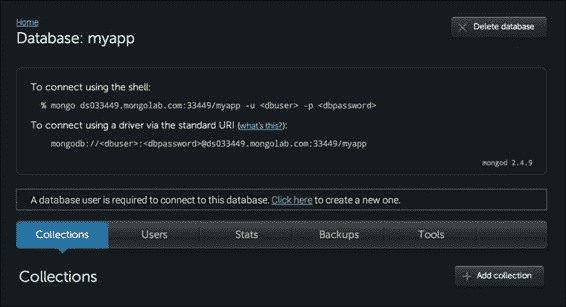 Home
Database: myapp
Delete database
To connect using the shell:
% mongo ds033449.mongolab.com:33449/myapp -u <dbuser> -p <dbpassword>
To connect using a driver via the standard URI (what's this?):
mongodb://<dbuser>:<dbpassword>@ds033449.mongolab.com:33449/myapp
mongod 2.4.9
A database user is required to connect to this database. Click here to create a new one.
Collections Users Stats Backups Tools
Collections
Add collection